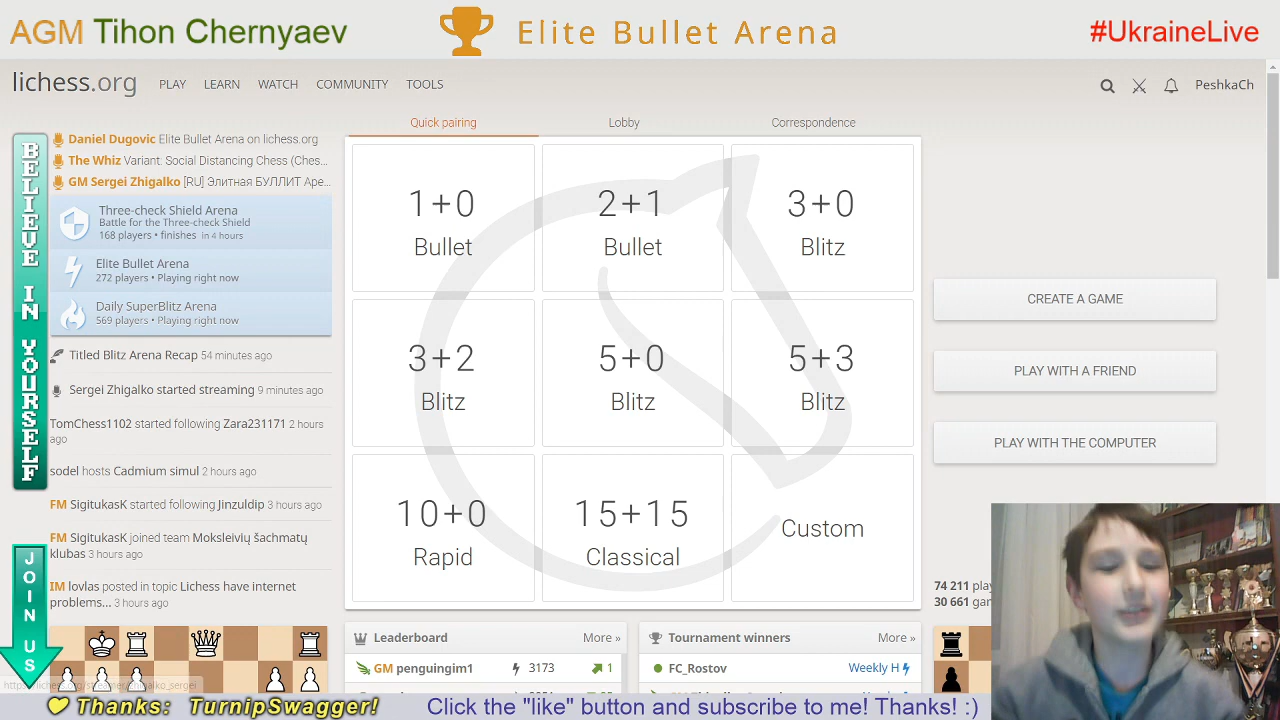 AGM Tihon Chernyaev
Elite Bullet Arena
#UkraineLive
lichess.org
PLAY
LEARN
WATCH
COMMUNITY
TOOLS
PeshkaCh
BELIEVE IN YOURSELF
Daniel Dugovic Elite Bullet Arena on lichess.org
The Whiz Variant: Social Distancing Chess (Ches...
GM Sergei Zhigalko [RU] Элитная БУЛЛИТ Аре...
Three-check Shield Arena
Battle for the Three-check Shield
168 players • finishes in 4 hours
Elite Bullet Arena
272 players • Playing right now
Daily SuperBlitz Arena
569 players • Playing right now
Titled Blitz Arena Recap 54 minutes ago
Sergei Zhigalko started streaming 9 minutes ago
TomChess1102 started following Zara231171 2 hours
ago
sodel hosts Cadmium simul 2 hours ago
FM SigitukasK started following Jinzuldip 3 hours ago
FM SigitukasK joined team Moksleivių šachmatų
klubas 3 hours ago
IM lovlas posted in topic Lichess have internet
problems... 3 hours ago
JOIN US
Quick pairing
Lobby
Correspondence
1+0
Bullet
2+1
Bullet
3+0
Blitz
3+2
Blitz
5+0
Blitz
5+3
Blitz
10+0
Rapid
15+15
Classical
Custom
CREATE A GAME
PLAY WITH A FRIEND
PLAY WITH THE COMPUTER
74 211
30 661
Leaderboard
More »
GM penguingim1 3173 1
Tournament winners
More »
FC_Rostov Weekly H
Thanks: TurnipSwagger!
Click the "like" button and subscribe to me! Thanks! :)